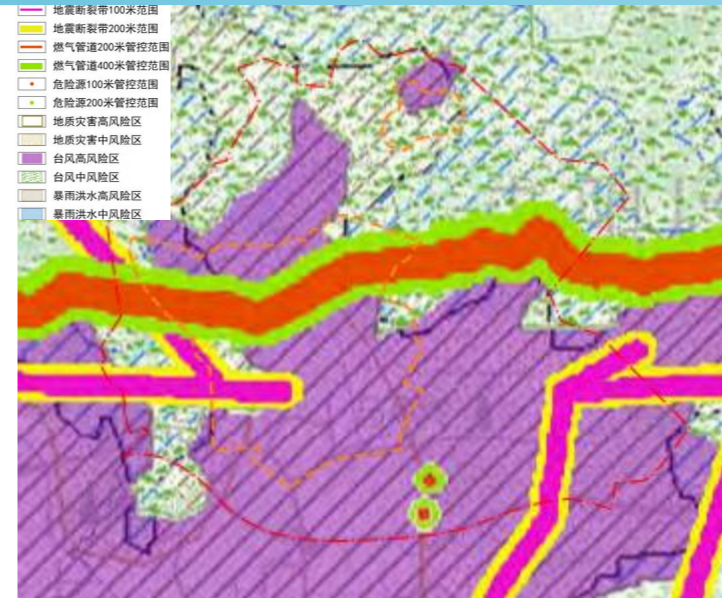 地震断裂带100米范围
地震断裂带200米范围
燃气管道200米管控范围
燃气管道400米管控范围
危险源100米管控范围
危险源200米管控范围
地质灾害高风险区
地质灾害中风险区
台风高风险区
台风中风险区
暴雨洪水高风险区
暴雨洪水中风险区